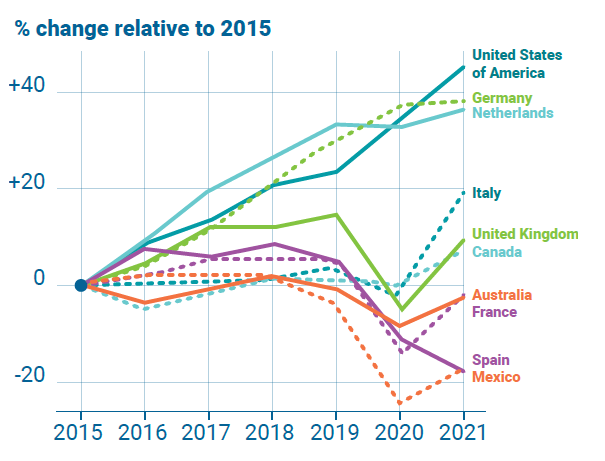 % change relative to 2015
+40
+20
0
-20
2015 2016 2017 2018 2019 2020 2021
United States
of America
Germany
Netherlands
Italy
United Kingdom
Canada
Australia
France
Spain
Mexico